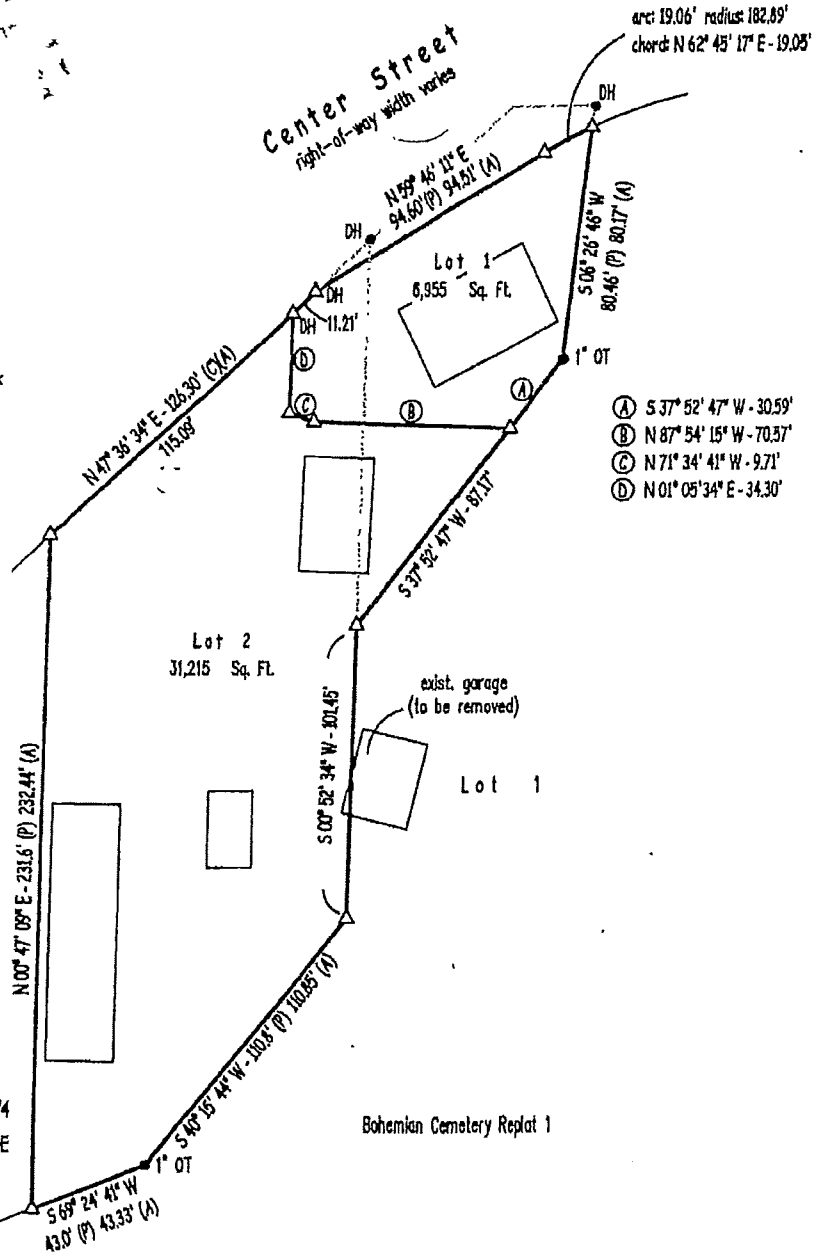 arc: 19.06' radius: 182.89'
chord: N 62° 45' 17" E - 19.05'
Center Street
right-of-way width varies
DH
N 59° 46' 11" E
94.60' (P) 94.51' (A)
DH
S 06° 26' 46" W
80.46' (P) 80.17' (A)
Lot 1
6,955 Sq. Ft.
DH
DH
11.21'
1" OT
D
A
C
B
N 47° 36' 34" E - 126.30' (C)(A)
115.09'
A S 37° 52' 47" W - 30.59'
B N 87° 54' 15" W - 70.57'
C N 71° 34' 41" W - 9.71'
D N 01° 05' 34" E - 34.30'
S 37° 52' 47" W - 87.17'
Lot 2
31,215 Sq. Ft.
exist. garage
(to be removed)
S 00° 52' 34" W - 101.45'
Lot 1
N 00° 47' 09" E - 231.6' (P) 232.44' (A)
S 40° 15' 44" W - 110.8' (P) 110.85' (A)
Bohemian Cemetery Replat 1
1" OT
S 69° 24' 41" W
43.0' (P) 43.33' (A)